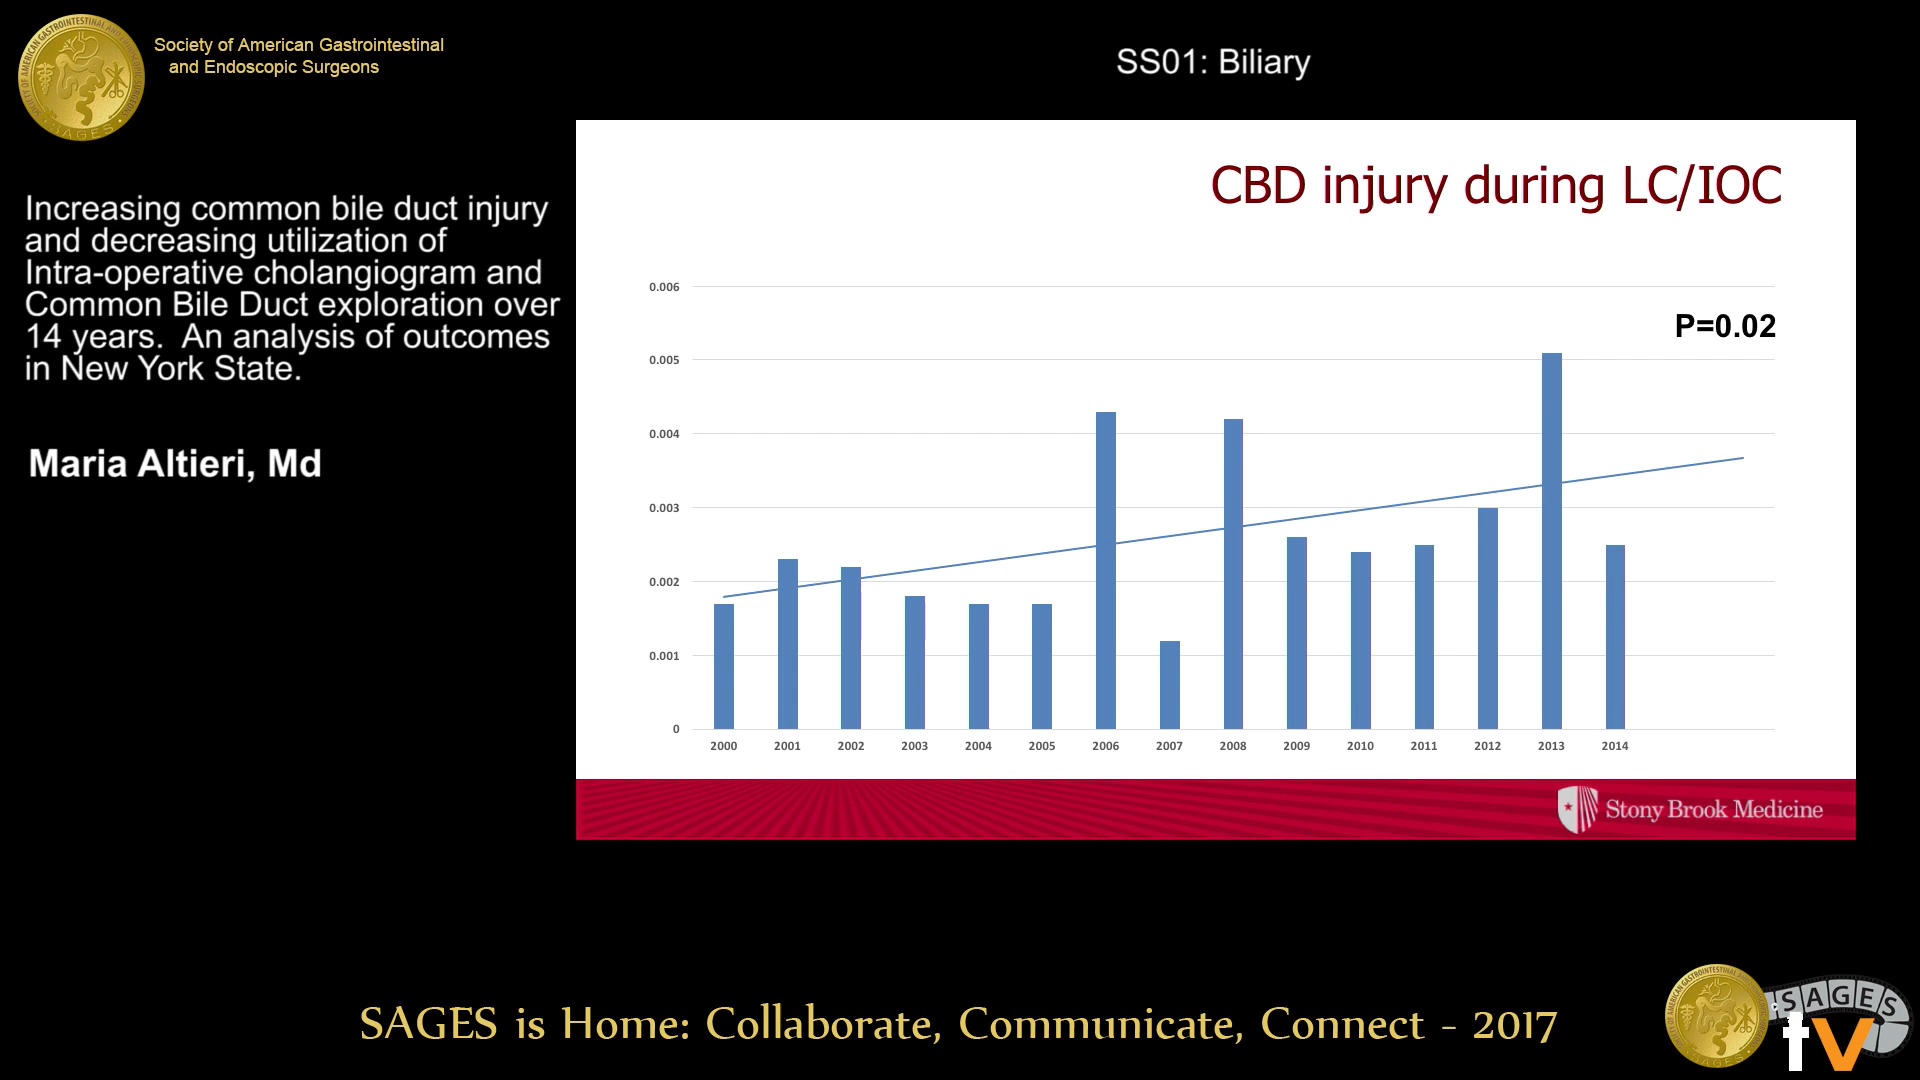 Society of American Gastrointestinal
and Endoscopic Surgeons
SS01: Biliary
Increasing common bile duct injury
and decreasing utilization of
Intra-operative cholangiogram and
Common Bile Duct exploration over
14 years.  An analysis of outcomes
in New York State.
Maria Altieri, Md
CBD injury during LC/IOC
P=0.02
0.006
0.005
0.004
0.003
0.002
0.001
0
2000 2001 2002 2003 2004 2005 2006 2007 2008 2009 2010 2011 2012 2013 2014
Stony Brook Medicine
SAGES is Home: Collaborate, Communicate, Connect - 2017
SAGES
SAGES
SAGES
tv